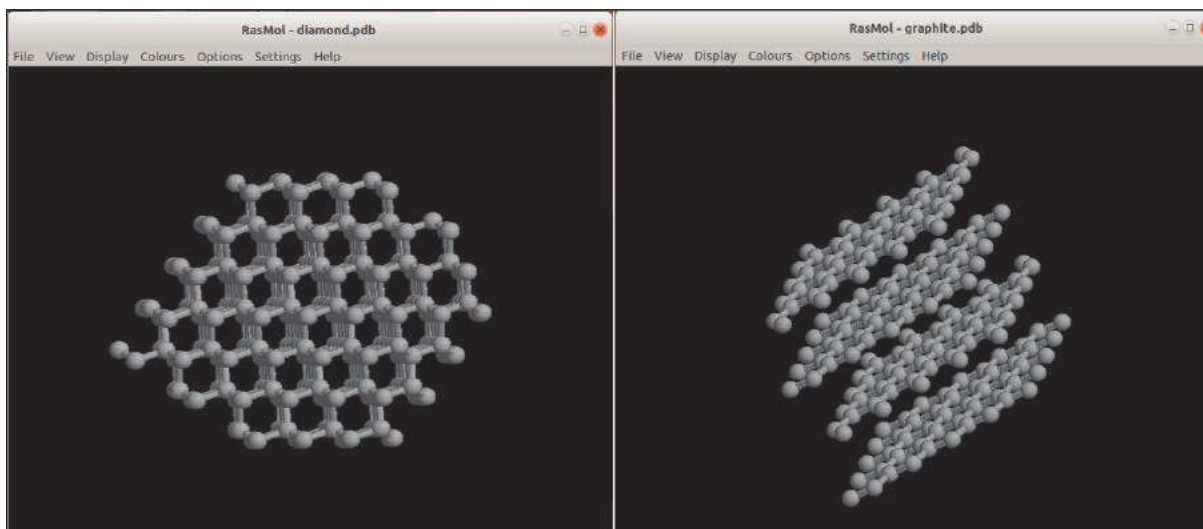 RasMol - diamond.pdb
File View Display Colours Options Settings Help
RasMol - graphite.pdb
File View Display Colours Options Settings Help